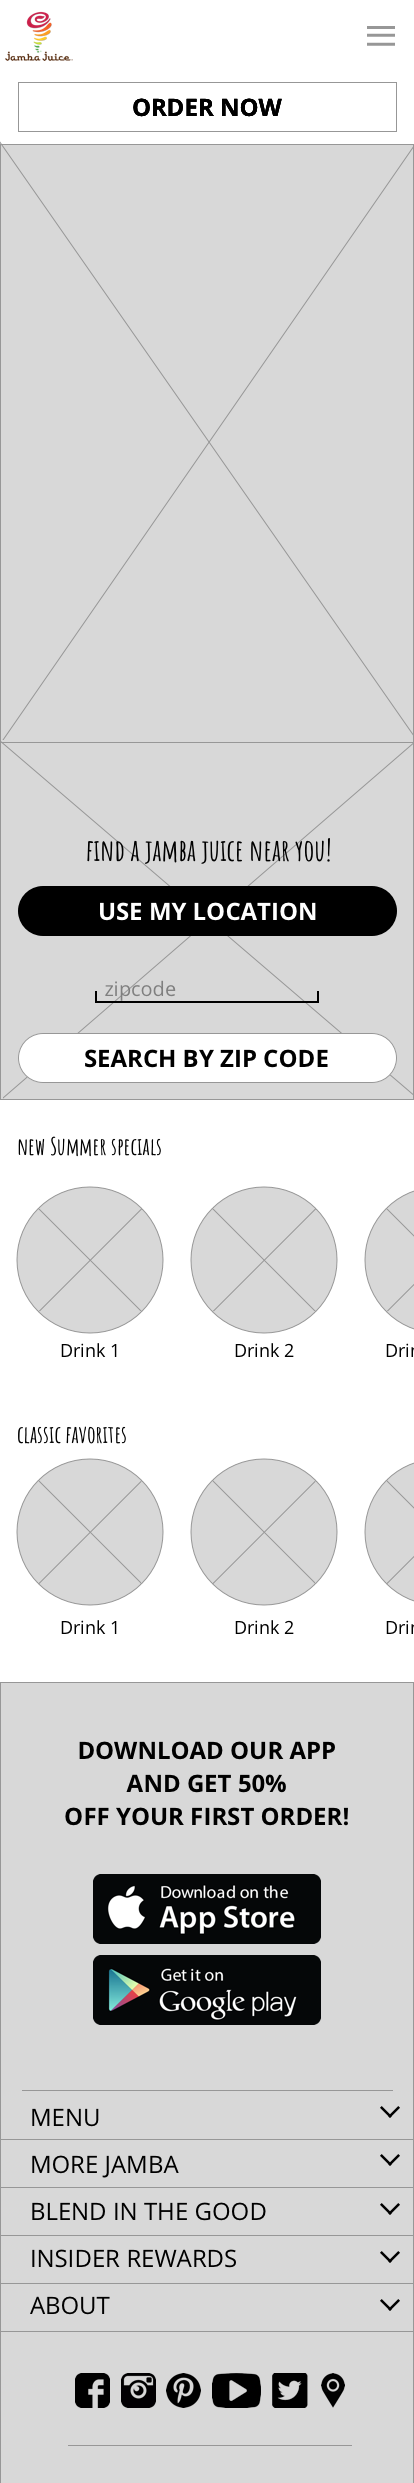 Jamba Juice
ORDER NOW
FIND A JAMBA JUICE NEAR YOU!
USE MY LOCATION
zipcode
SEARCH BY ZIP CODE
NEW SUMMER SPECIALS
Drink 1 Drink 2 Drin
CLASSIC FAVORITES
Drink 1 Drink 2 Drin
DOWNLOAD OUR APP
AND GET 50%
OFF YOUR FIRST ORDER!
Download on the
App Store
Get it on
Google play
MENU
MORE JAMBA
BLEND IN THE GOOD
INSIDER REWARDS
ABOUT